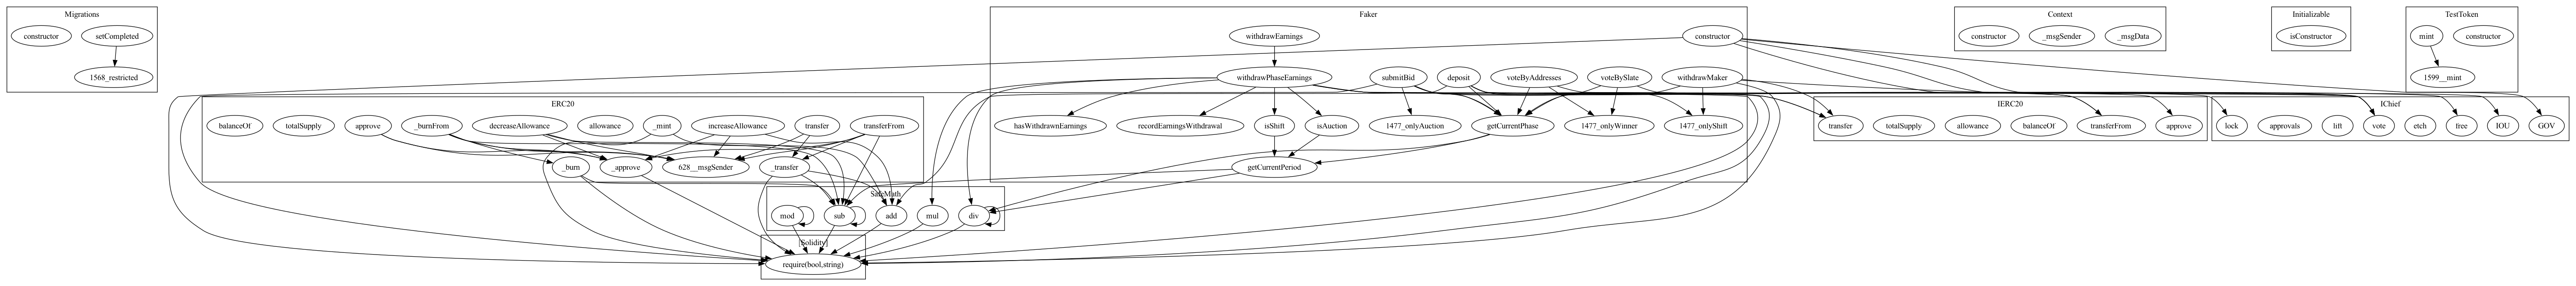 Migrations
constructor
setCompleted
1568_restricted
Faker
withdrawEarnings
constructor
withdrawPhaseEarnings
submitBid
deposit
voteByAddresses
voteBySlate
withdrawMaker
hasWithdrawnEarnings
recordEarningsWithdrawal
isShift
isAuction
1477_onlyAuction
getCurrentPhase
1477_onlyWinner
1477_onlyShift
getCurrentPeriod
Context
constructor
_msgSender
_msgData
Initializable
isConstructor
TestToken
mint
constructor
1599__mint
ERC20
balanceOf
totalSupply
approve
_burnFrom
decreaseAllowance
allowance
_mint
increaseAllowance
transfer
transferFrom
_burn
_approve
628__msgSender
_transfer
IERC20
transfer
totalSupply
allowance
balanceOf
transferFrom
approve
IChief
lock
approvals
lift
vote
etch
free
IOU
GOV
SafeMath
mod
sub
add
mul
div
[Solidity]
require(bool,string)